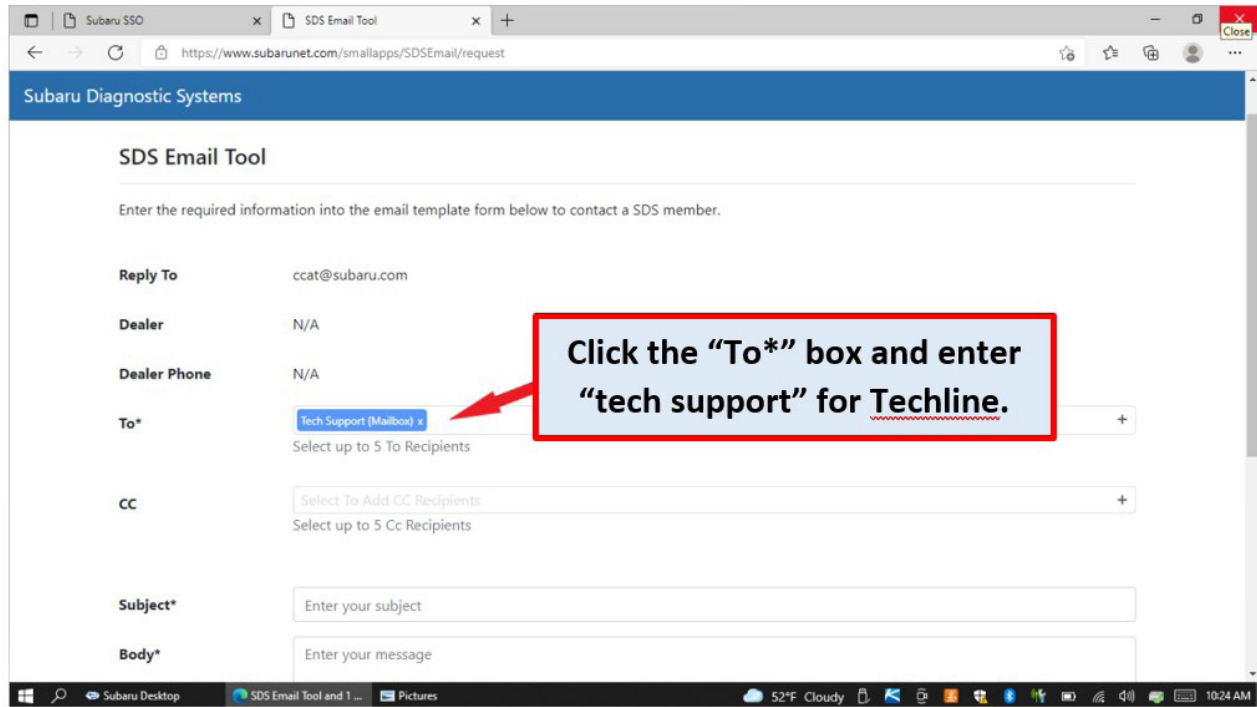 Subaru SSO
SDS Email Tool
Close
https://www.subarunet.com/smallapps/SDSEmail/request
Subaru Diagnostic Systems
SDS Email Tool
Enter the required information into the email template form below to contact a SDS member.
Reply To ccat@subaru.com
Dealer N/A
Dealer Phone N/A
Click the “To*” box and enter
“tech support” for Techline.
To* Tech Support (Mailbox) x +
Select up to 5 To Recipients
CC Select To Add CC Recipients +
Select up to 5 Cc Recipients
Subject* Enter your subject
Body* Enter your message
Subaru Desktop SDS Email Tool and 1 ... Pictures 52°F Cloudy 10:24 AM